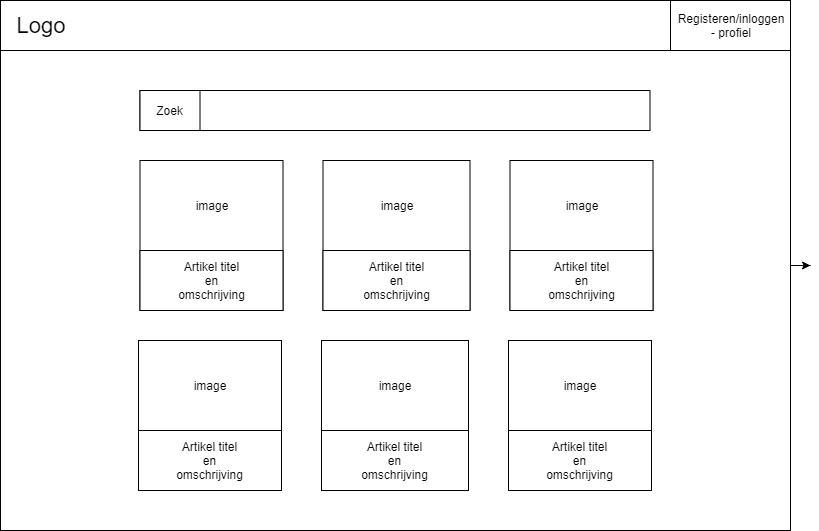 Logo
Registeren/inloggen
- profiel
Zoek
image
image
image
Artikel titel
en
omschrijving
Artikel titel
en
omschrijving
Artikel titel
en
omschrijving
image
image
image
Artikel titel
en
omschrijving
Artikel titel
en
omschrijving
Artikel titel
en
omschrijving